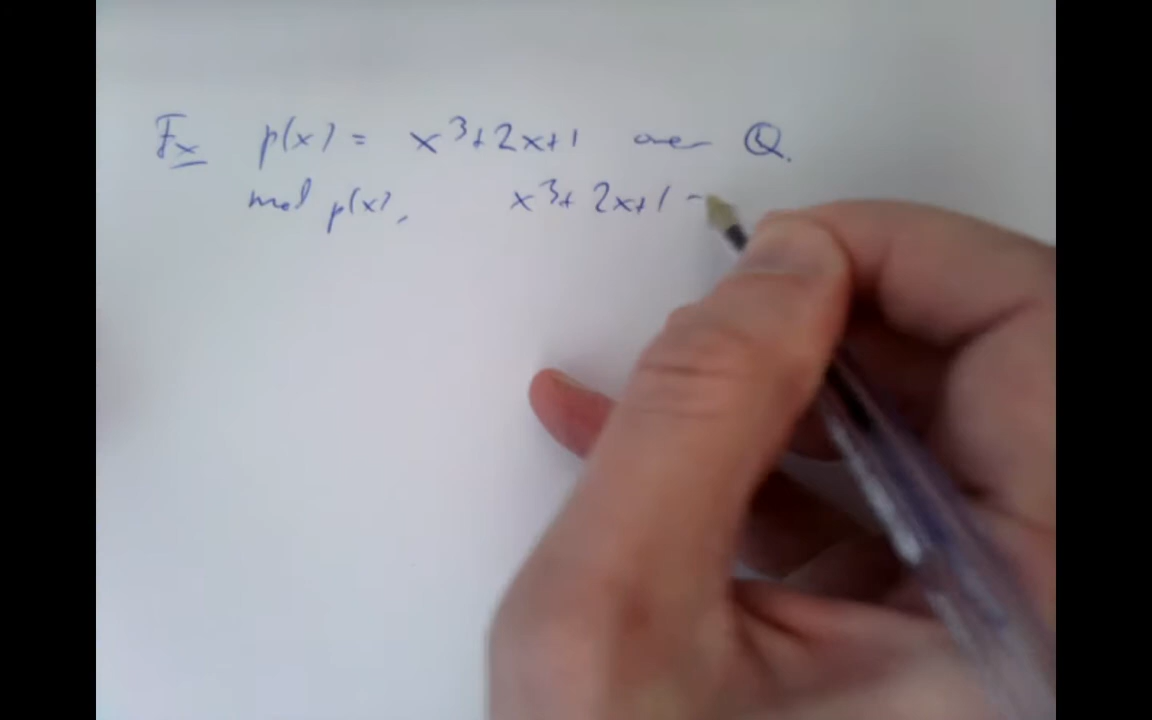 Ex p(x) = x³+2x+1 over Q.
mod p(x), x³+2x+1 -